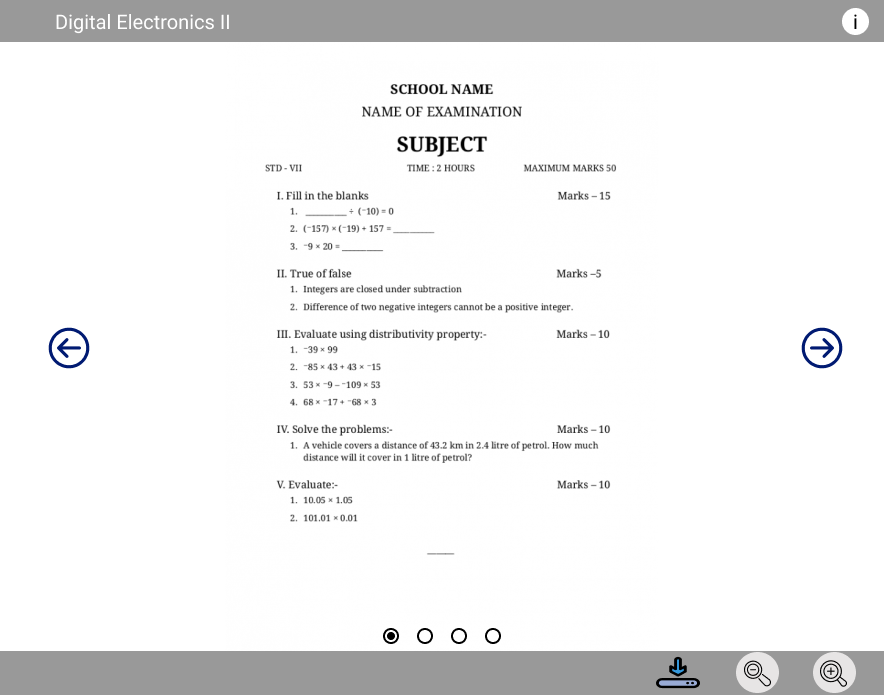 Digital Electronics II
i
SCHOOL NAME
NAME OF EXAMINATION
SUBJECT
STD - VII TIME : 2 HOURS MAXIMUM MARKS 50
I. Fill in the blanks Marks – 15
1. ________ ÷ (⁻10) = 0
2. (⁻157) × (⁻19) + 157 = ________
3. ⁻9 × 20 = ________
II. True of false Marks –5
1. Integers are closed under subtraction
2. Difference of two negative integers cannot be a positive integer.
III. Evaluate using distributivity property:- Marks – 10
1. ⁻39 × 99
2. ⁻85 × 43 + 43 × ⁻15
3. 53 × ⁻9 – ⁻109 × 53
4. 68 × ⁻17 + ⁻68 × 3
IV. Solve the problems:- Marks – 10
1. A vehicle covers a distance of 43.2 km in 2.4 litre of petrol. How much
distance will it cover in 1 litre of petrol?
V. Evaluate:- Marks – 10
1. 10.05 × 1.05
2. 101.01 × 0.01